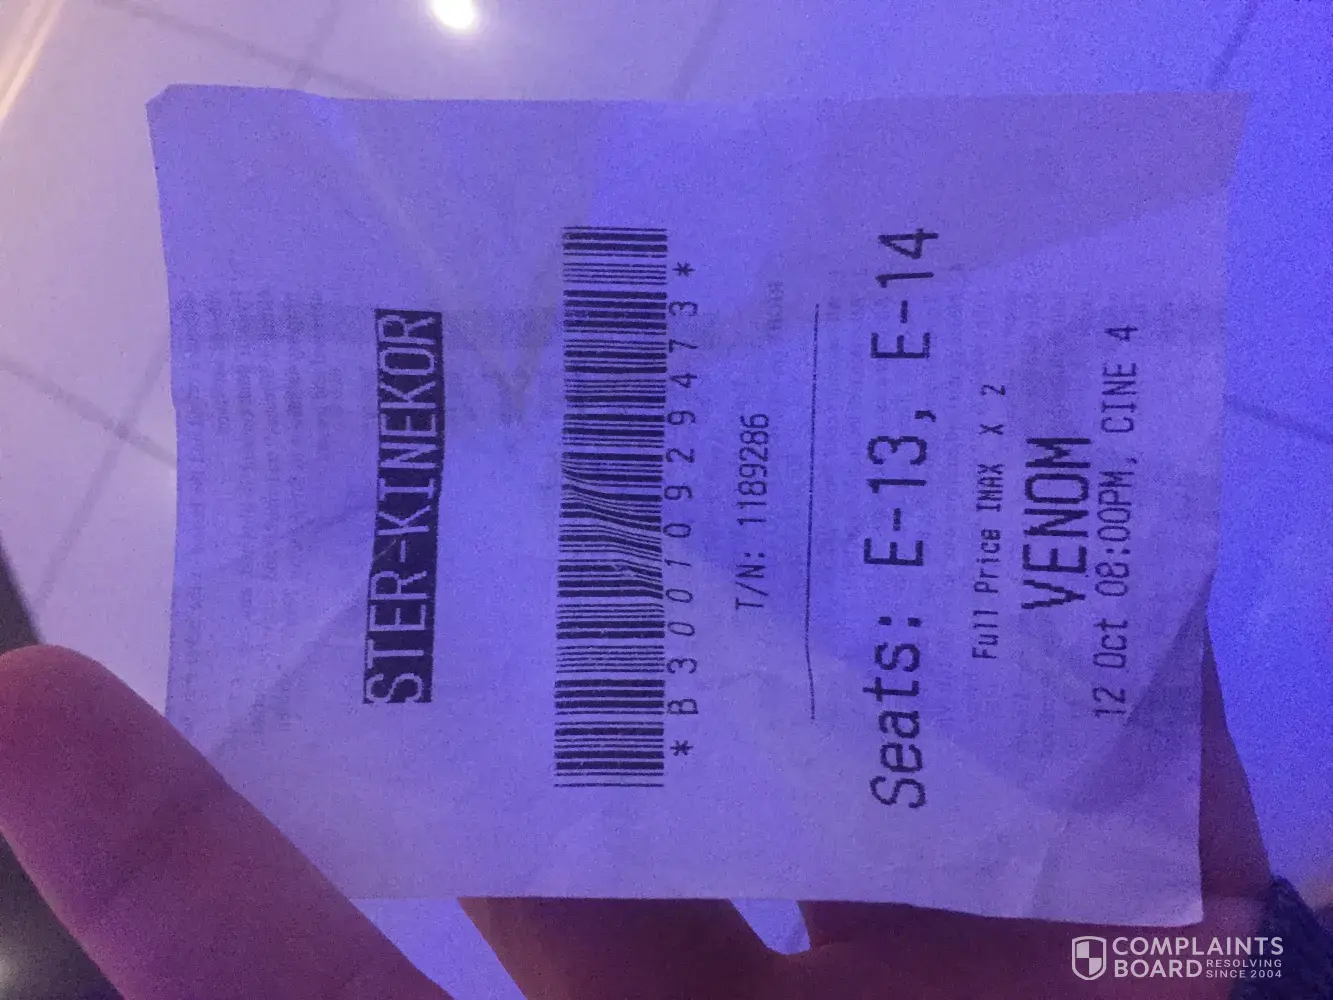 STER-KINEKOR
*B30010929473*
T/N: 1189286
Seats: E-13, E-14
Full Price IMAX X 2
VENOM
12 Oct 08:00PM, CINE 4
COMPLAINTS
BOARD RESOLVING
SINCE 2004